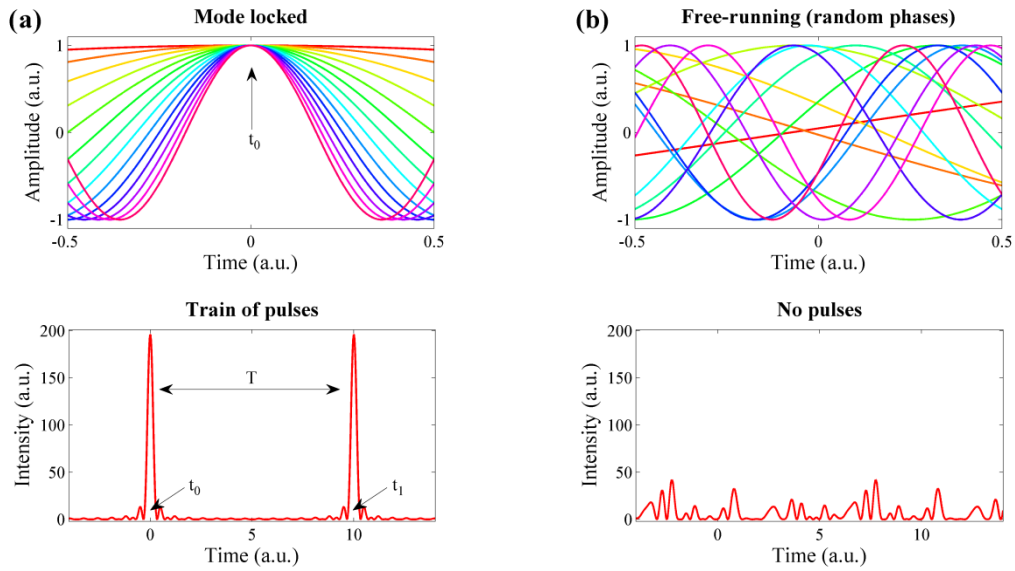 (a)
Mode locked
Amplitude (a.u.)
1
0
-1
t0
-0.5
0
0.5
Time (a.u.)
Train of pulses
Intensity (a.u.)
200
150
100
50
0
T
t0
t1
0
5
10
Time (a.u.)
(b)
Free-running (random phases)
Amplitude (a.u.)
1
0
-1
-0.5
0
0.5
Time (a.u.)
No pulses
Intensity (a.u.)
200
150
100
50
0
0
5
10
Time (a.u.)